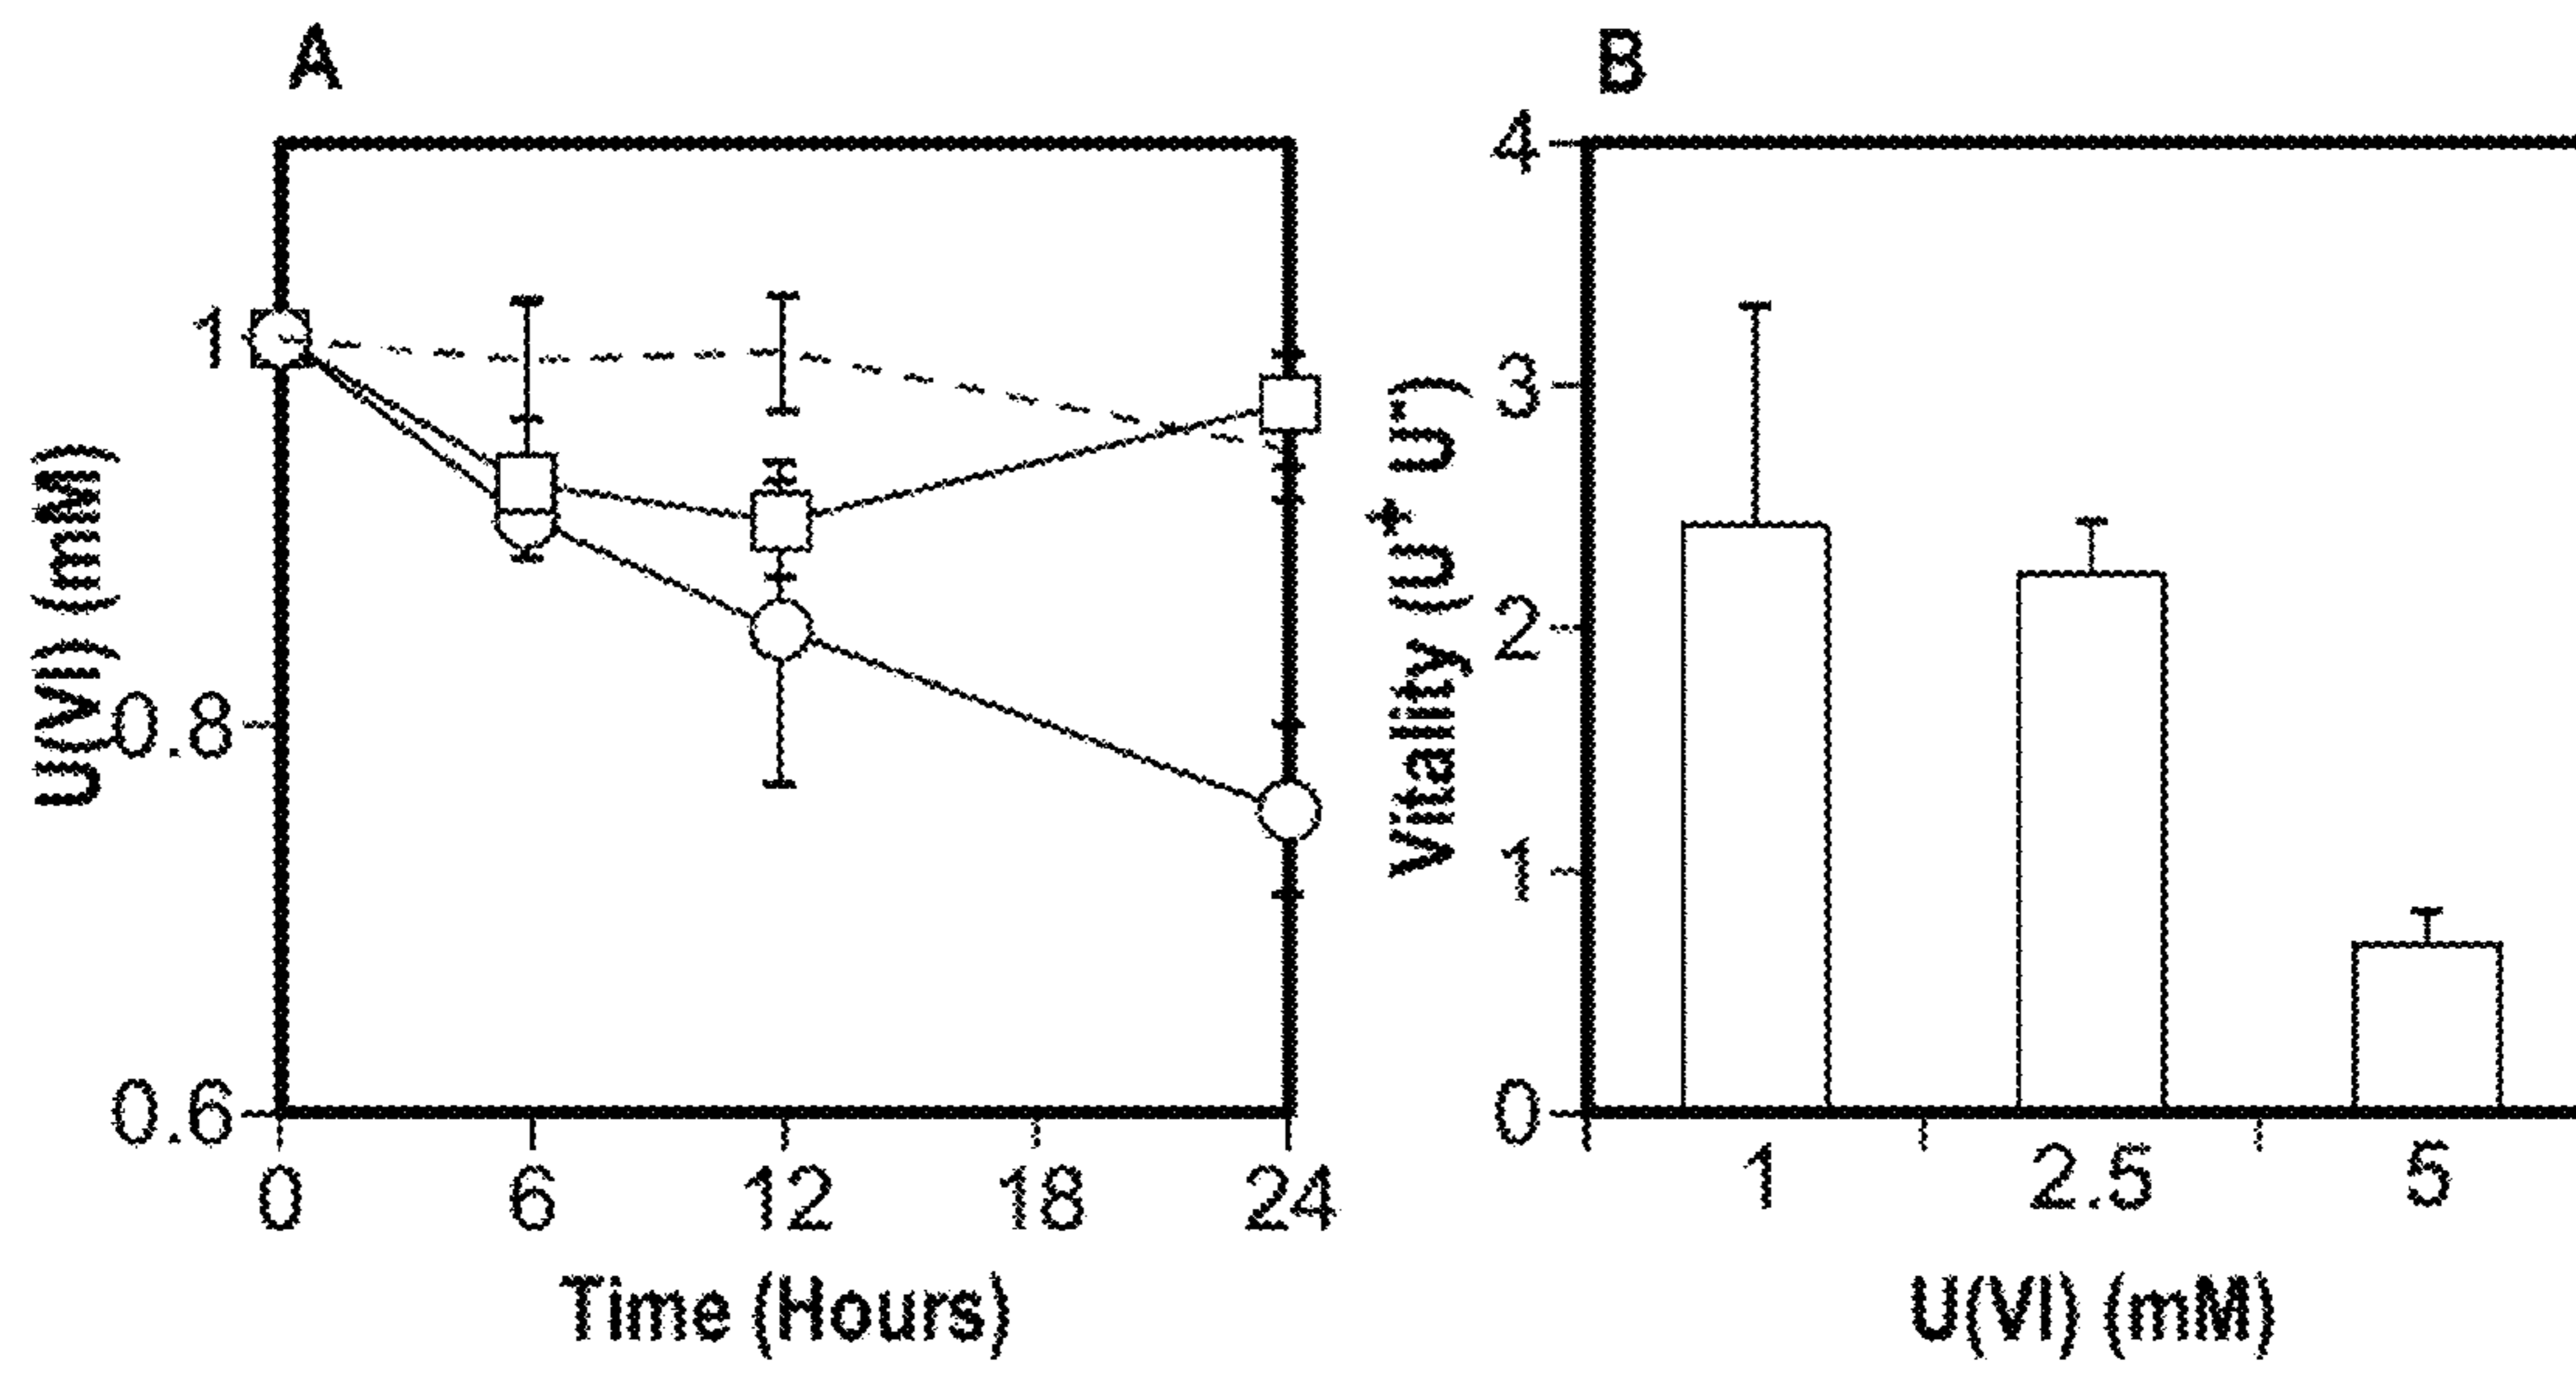 A
1
0.8
0.6
U(VI) (mM)
0 6 12 18 24
Time (Hours)
B
4
3
2
1
0
Vitality (U⁺ U⁻)
1 2.5 5
U(VI) (mM)